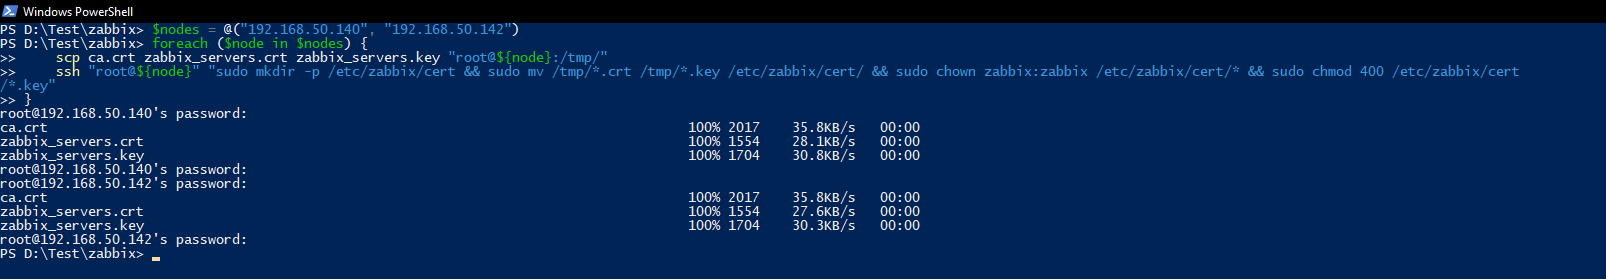 Windows PowerShell
PS D:\Test\zabbix> $nodes = @("192.168.50.140", "192.168.50.142")
PS D:\Test\zabbix> foreach ($node in $nodes) {
>>     scp ca.crt zabbix_servers.crt zabbix_servers.key "root@${node}:/tmp/"
>>     ssh "root@${node}" "sudo mkdir -p /etc/zabbix/cert && sudo mv /tmp/*.crt /tmp/*.key /etc/zabbix/cert/ && sudo chown zabbix:zabbix /etc/zabbix/cert/* && sudo chmod 400 /etc/zabbix/cert
/*.key"
>> }
root@192.168.50.140's password:
ca.crt 100% 2017 35.8KB/s 00:00
zabbix_servers.crt 100% 1554 28.1KB/s 00:00
zabbix_servers.key 100% 1704 30.8KB/s 00:00
root@192.168.50.140's password:
root@192.168.50.142's password:
ca.crt 100% 2017 35.8KB/s 00:00
zabbix_servers.crt 100% 1554 27.6KB/s 00:00
zabbix_servers.key 100% 1704 30.3KB/s 00:00
root@192.168.50.142's password:
PS D:\Test\zabbix>